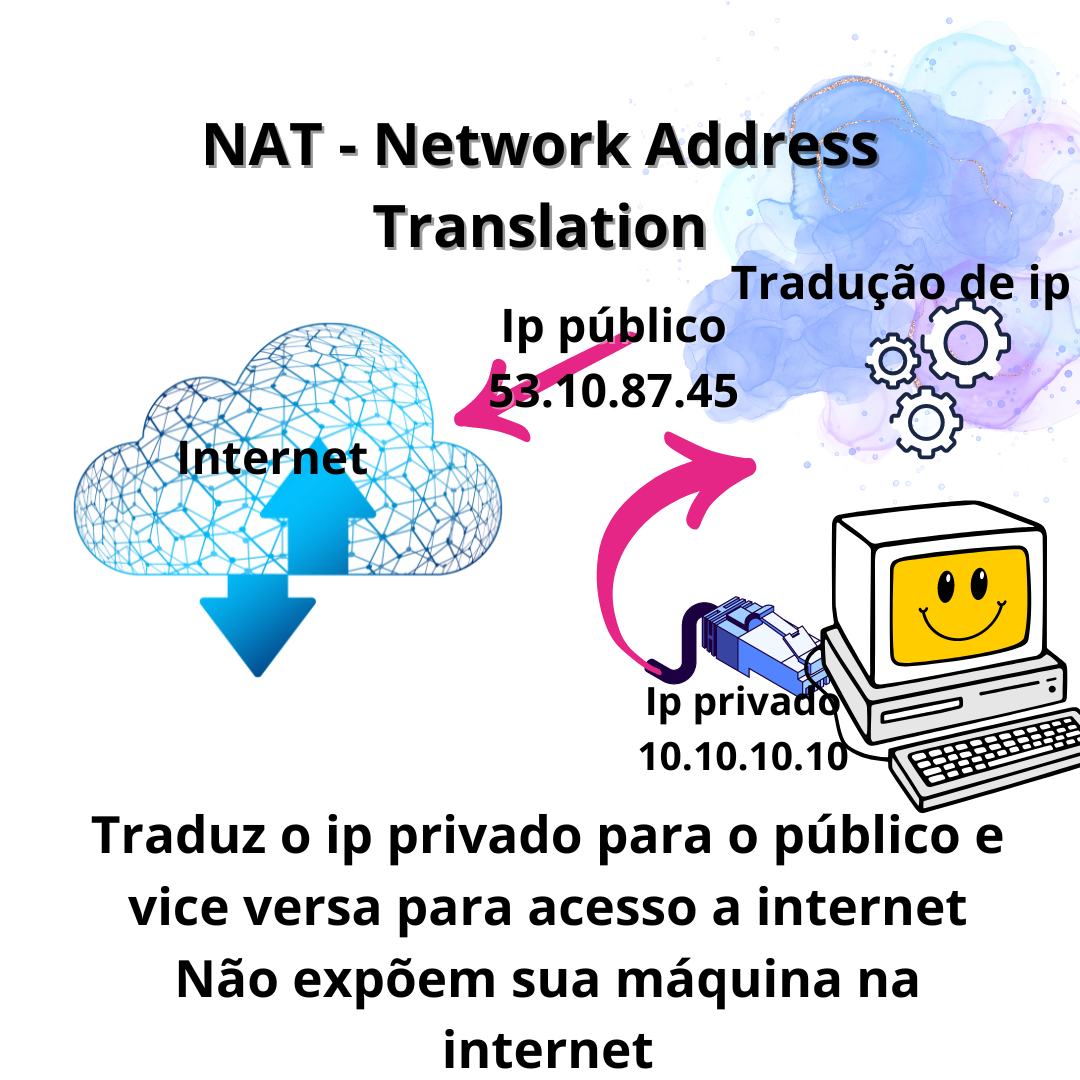 NAT - Network Address
Translation
Tradução de ip
Ip público
53.10.87.45
Internet
Ip privado
10.10.10.10
Traduz o ip privado para o público e
vice versa para acesso a internet
Não expõem sua máquina na
internet